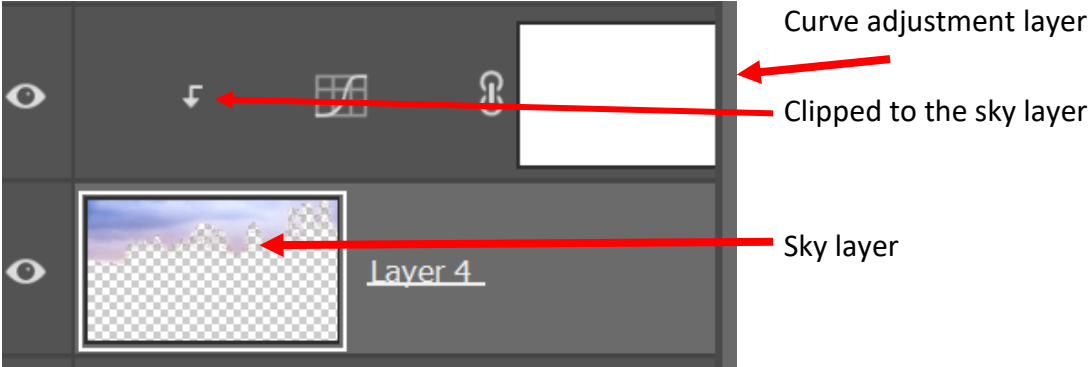 Curve adjustment layer
Clipped to the sky layer
Sky layer
Layer 4